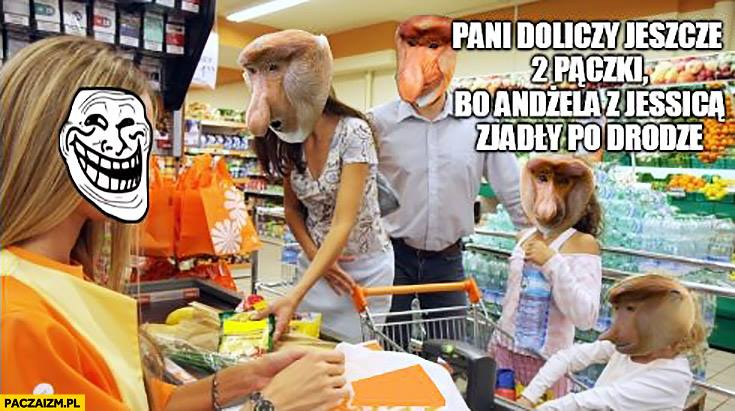 PANI DOLICZY JESZCZE
2 PĄCZKI,
BO ANDŻELA Z JESSICĄ
ZJADŁY PO DRODZE
PACZAIZM.PL